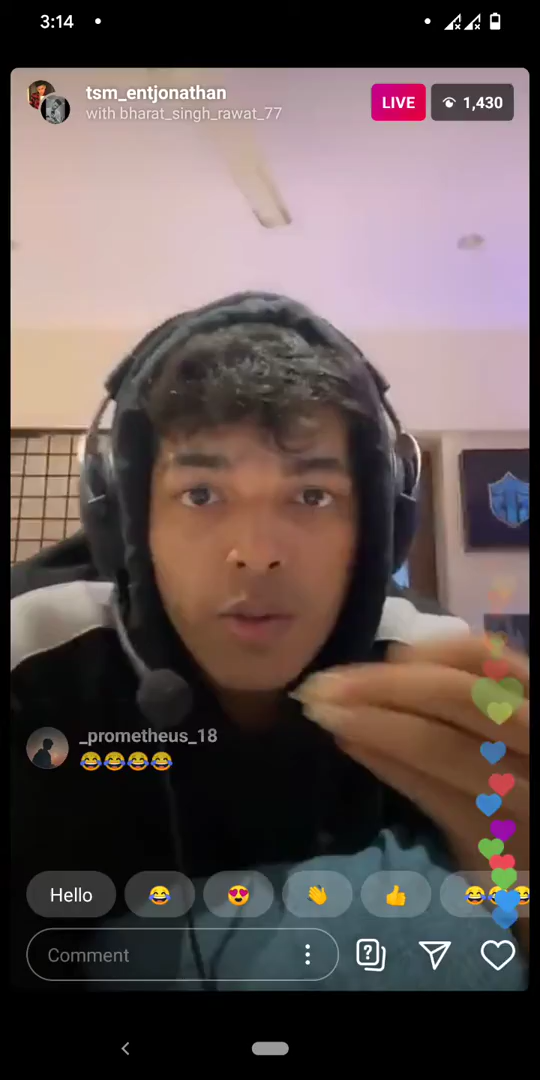 3:14
tsm_entjonathan
with bharat_singh_rawat_77
LIVE
1,430
_prometheus_18
😂😂😂😂
Hello
Comment